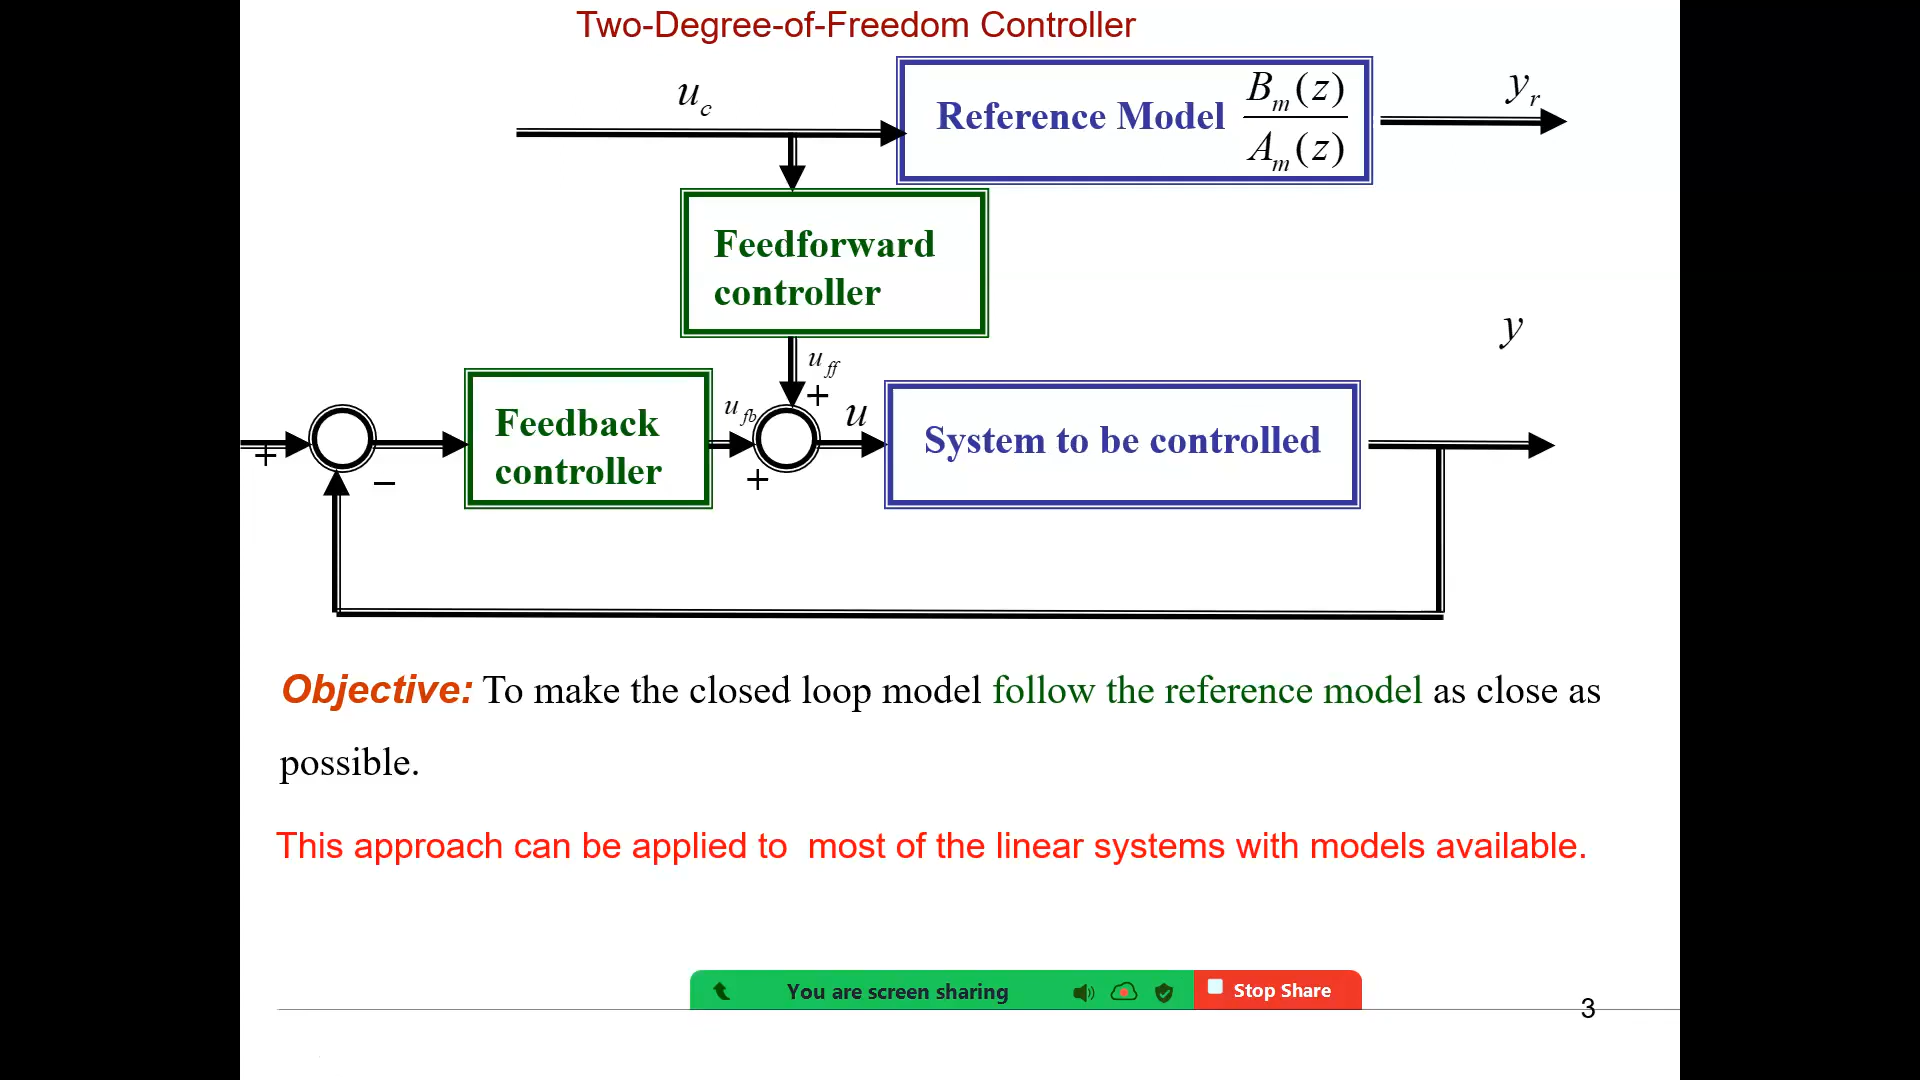 Two-Degree-of-Freedom Controller
u_c
Reference Model B_m(z) / A_m(z)
y_r
Feedforward
controller
y
u_ff
+
Feedback
controller
u_fb
u
System to be controlled
+
−
+
Objective: To make the closed loop model follow the reference model as close as
possible.
This approach can be applied to  most of the linear systems with models available.
You are screen sharing
Stop Share
3